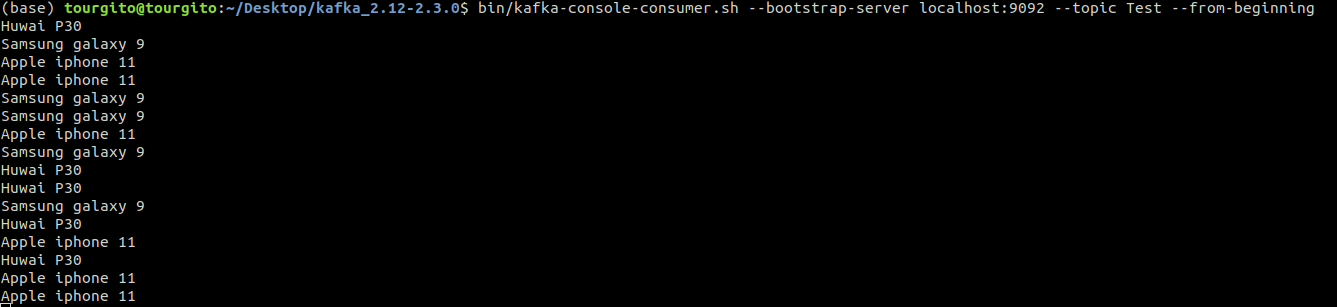 (base) tourgito@tourgito:~/Desktop/kafka_2.12-2.3.0$ bin/kafka-console-consumer.sh --bootstrap-server localhost:9092 --topic Test --from-beginning
Huwai P30
Samsung galaxy 9
Apple iphone 11
Apple iphone 11
Samsung galaxy 9
Samsung galaxy 9
Apple iphone 11
Samsung galaxy 9
Huwai P30
Huwai P30
Samsung galaxy 9
Huwai P30
Apple iphone 11
Huwai P30
Apple iphone 11
Apple iphone 11